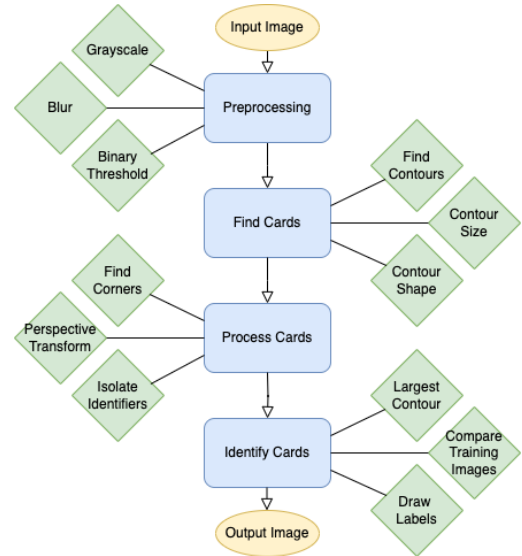 Input Image
Grayscale
Preprocessing
Blur
Binary
Threshold
Find
Contours
Find Cards
Contour
Size
Contour
Shape
Find
Corners
Perspective
Transform
Process Cards
Isolate
Identifiers
Largest
Contour
Identify Cards
Compare
Training
Images
Draw
Labels
Output Image